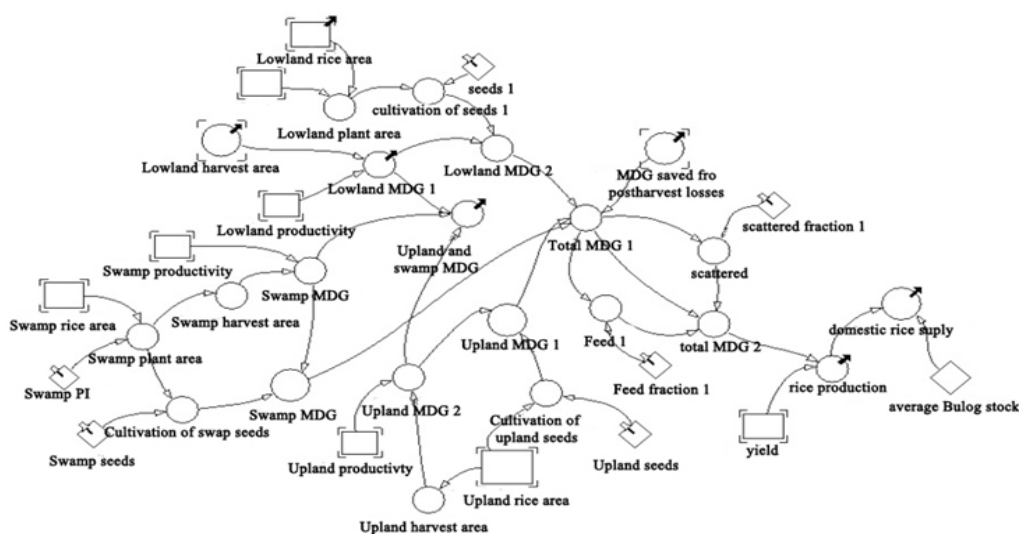 Lowland rice area
seeds 1
cultivation of seeds 1
Lowland plant area
Lowland harvest area
Lowland MDG 1
Lowland MDG 2
MDG saved fro
postharvest losses
Lowland productivity
Upland and
swamp MDG
Total MDG 1
scattered fraction 1
scattered
Swamp productivity
Swamp MDG
Swamp harvest area
Swamp rice area
Swamp plant area
Swamp PI
Upland MDG 1
Feed 1
total MDG 2
domestic rice suply
Feed fraction 1
rice production
average Bulog stock
Swamp MDG
Upland MDG 2
Cultivation of swap seeds
Swamp seeds
Cultivation of
upland seeds
Upland productivity
Upland seeds
yield
Upland rice area
Upland harvest area